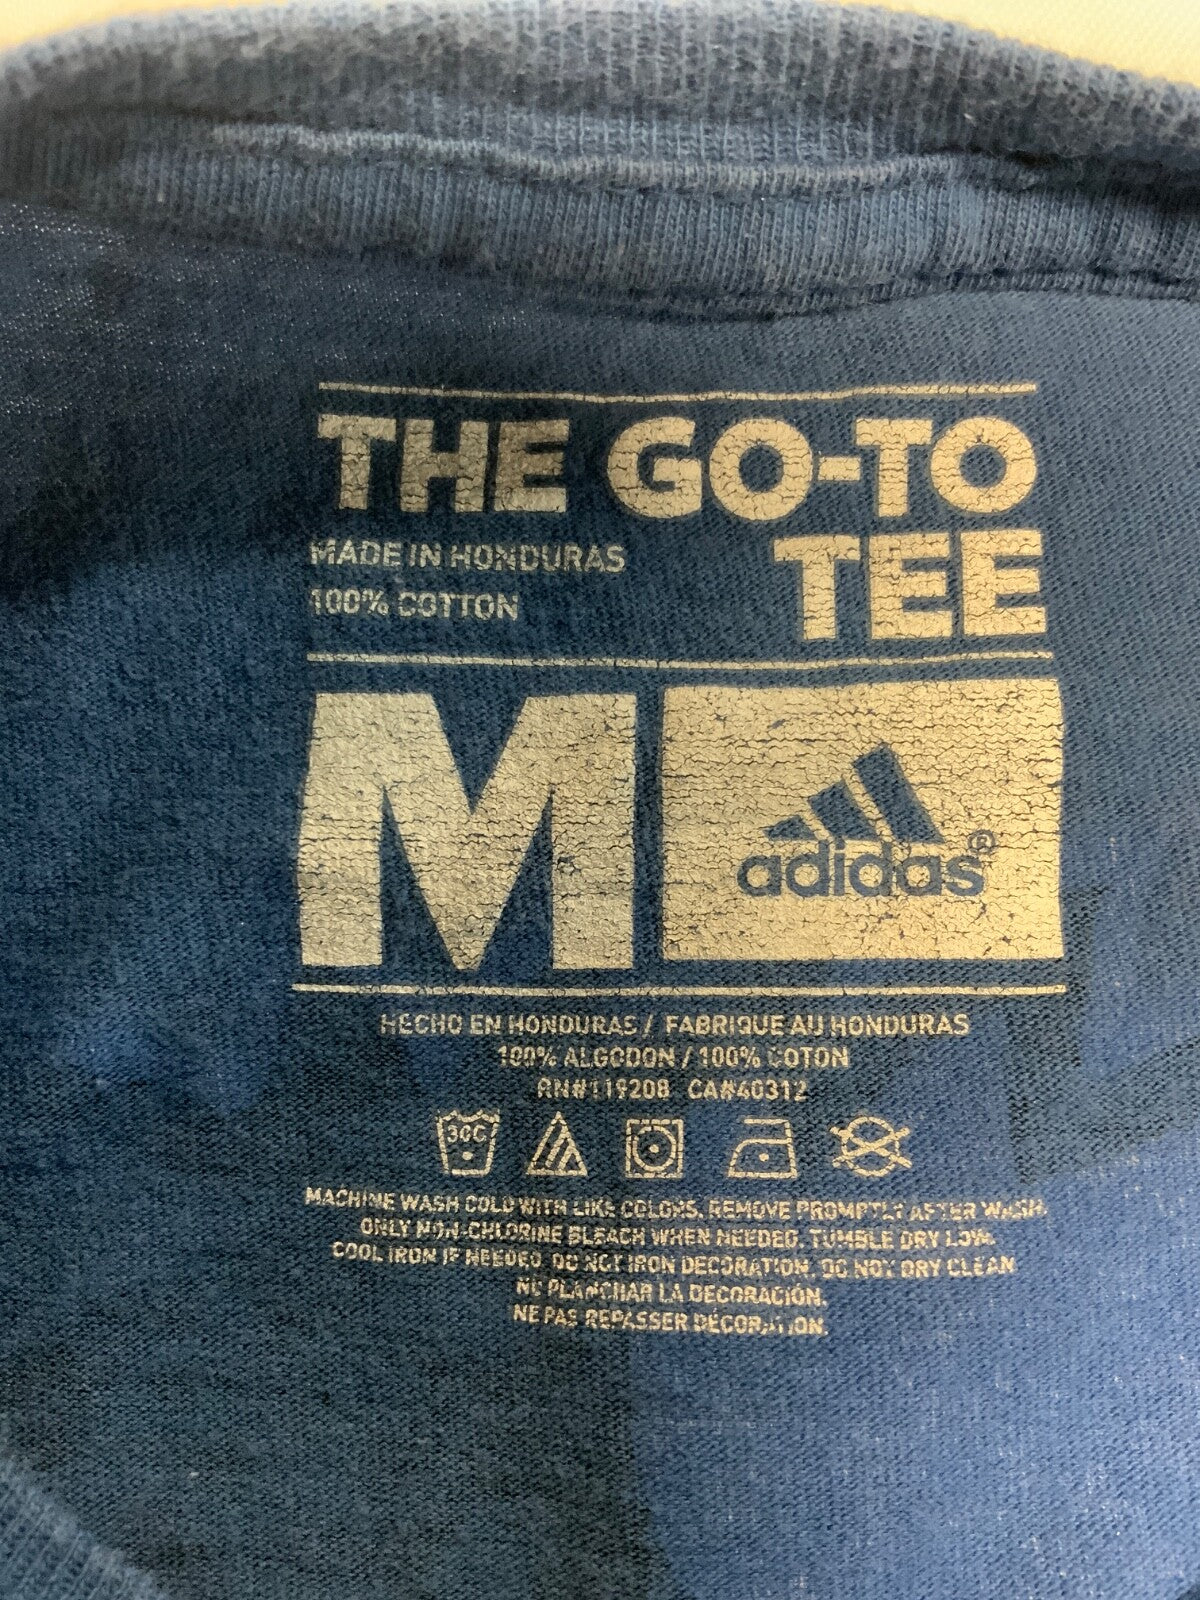 THE GO-TO
TEE
MADE IN HONDURAS
100% COTTON
M
adidas®
HECHO EN HONDURAS / FABRIQUE AU HONDURAS
100% ALGODON / 100% COTON
RN#119208 CA#40312
30C
MACHINE WASH COLD WITH LIKE COLORS. REMOVE PROMPTLY AFTER WASH.
ONLY NON-CHLORINE BLEACH WHEN NEEDED. TUMBLE DRY LOW.
COOL IRON IF NEEDED. DO NOT IRON DECORATION. DO NOT DRY CLEAN
NE PLANCHAR LA DECORACION.
NE PAS REPASSER DÉCORATION.